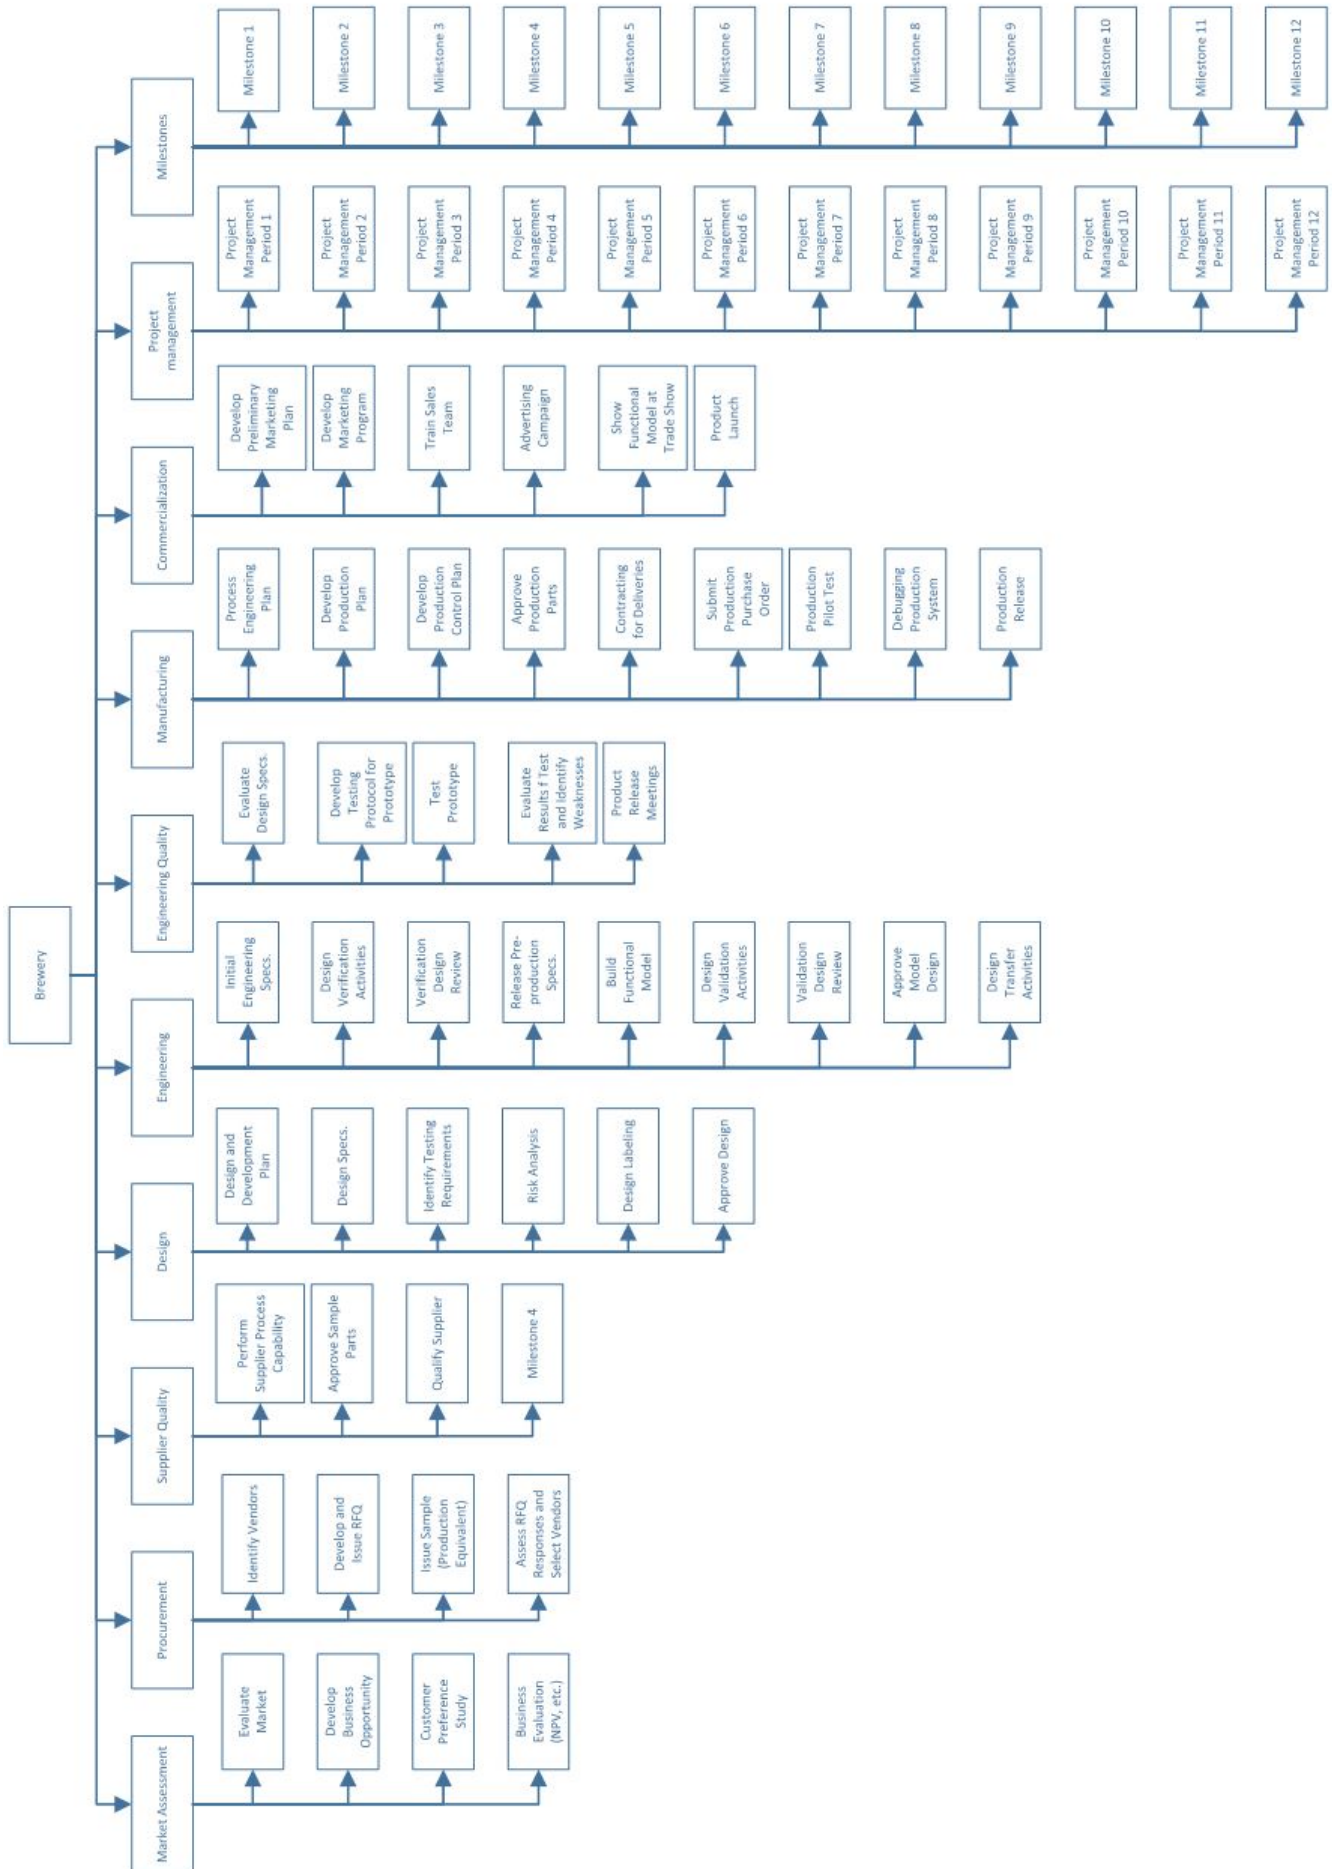 Brewery
Market Assessment
Evaluate
Market
Develop
Business
Opportunity
Customer
Preference
Study
Business
Evaluation
(NPV, etc.)
Procurement
Identify Vendors
Develop and
Issue RFQ
Issue Sample
(Production
Equivalent)
Assess RFQ
Responses and
Select Vendors
Supplier Quality
Perform
Supplier Process
Capability
Approve Sample
Parts
Qualify Supplier
Milestone 4
Design
Design and
Development
Plan
Design Specs.
Identify Testing
Requirements
Risk Analysis
Design Labeling
Approve Design
Engineering
Initial
Engineering
Specs.
Design
Verification
Activities
Verification
Design
Review
Release Pre-
production
Specs.
Build
Functional
Model
Design
Validation
Activities
Validation
Design
Review
Approve
Model
Design
Design
Transfer
Activities
Engineering Quality
Evaluate
Design Specs.
Develop
Testing
Protocol for
Prototype
Test
Prototype
Evaluate
Results f Test
and Identify
Weaknesses
Product
Release
Meetings
Manufacturing
Process
Engineering
Plan
Develop
Production
Plan
Develop
Production
Control Plan
Approve
Production
Parts
Contracting
for Deliveries
Submit
Production
Purchase
Order
Production
Pilot Test
Debugging
Production
System
Production
Release
Commercialization
Develop
Preliminary
Marketing
Plan
Develop
Marketing
Program
Train Sales
Team
Advertising
Campaign
Show
Functional
Model at
Trade Show
Product
Launch
Project
management
Project
Management
Period 1
Project
Management
Period 2
Project
Management
Period 3
Project
Management
Period 4
Project
Management
Period 5
Project
Management
Period 6
Project
Management
Period 7
Project
Management
Period 8
Project
Management
Period 9
Project
Management
Period 10
Project
Management
Period 11
Project
Management
Period 12
Milestones
Milestone 1
Milestone 2
Milestone 3
Milestone 4
Milestone 5
Milestone 6
Milestone 7
Milestone 8
Milestone 9
Milestone 10
Milestone 11
Milestone 12